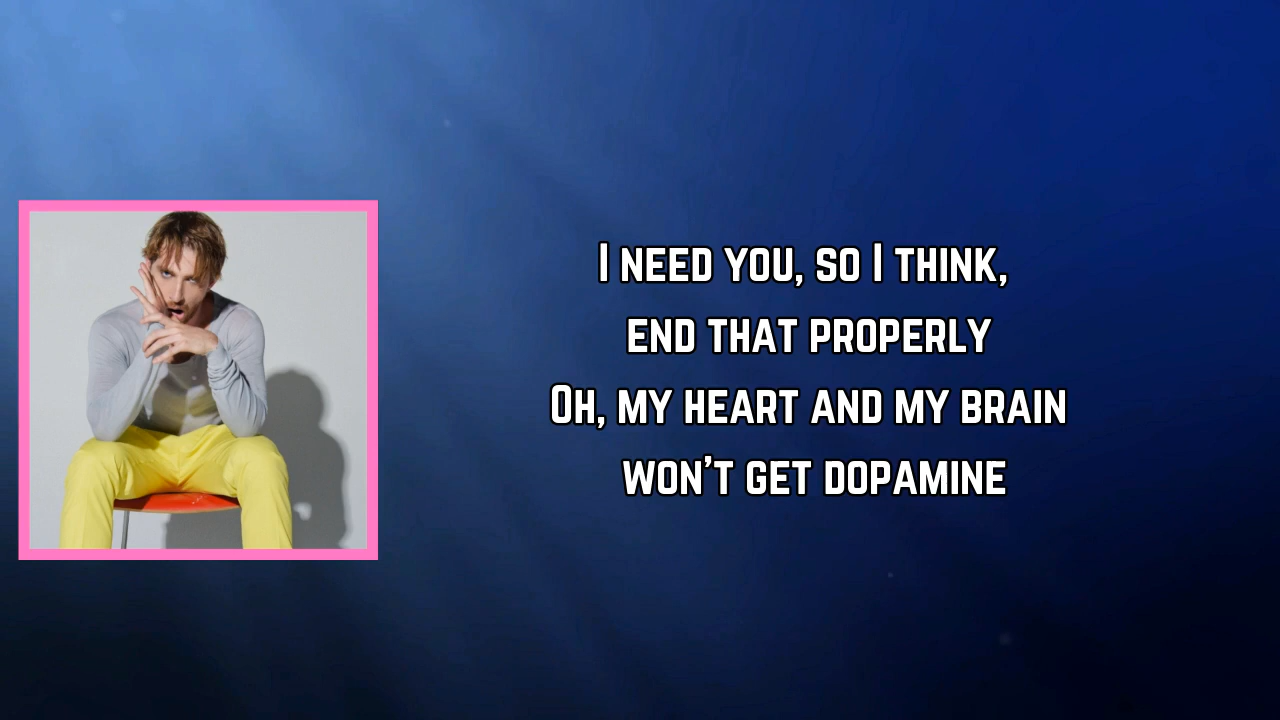 I NEED YOU, SO I THINK,
END THAT PROPERLY
OH, MY HEART AND MY BRAIN
WON'T GET DOPAMINE